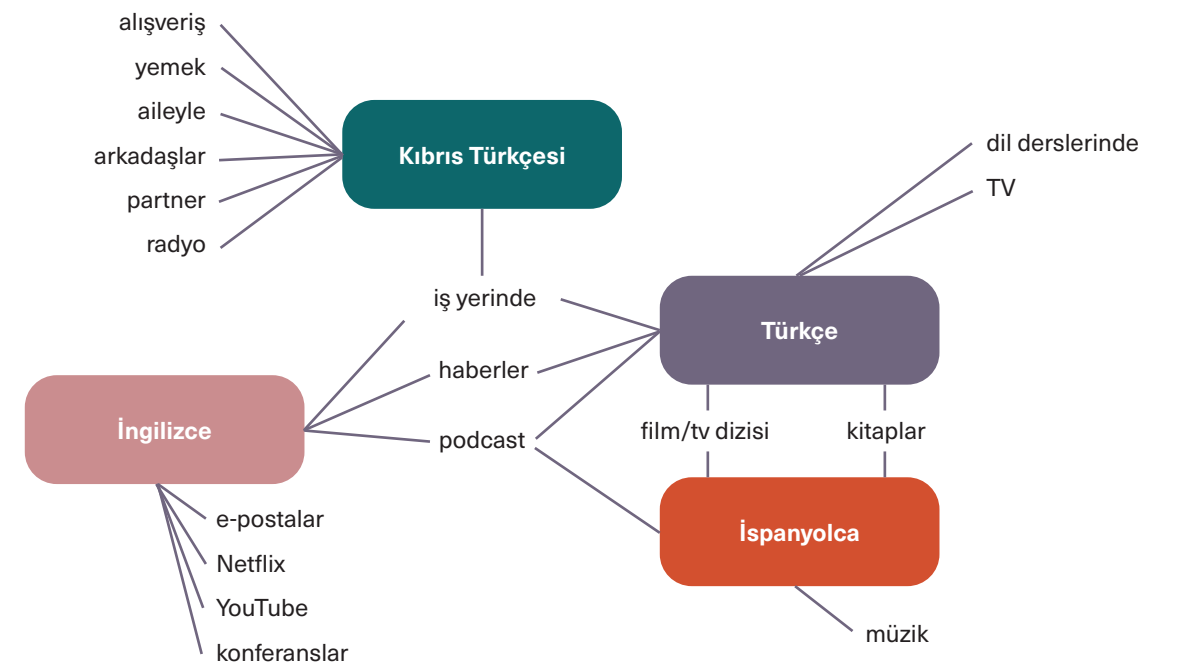 alışveriş
yemek
aileyle
arkadaşlar
partner
radyo
Kıbrıs Türkçesi
dil derslerinde
TV
iş yerinde
Türkçe
haberler
İngilizce
podcast
film/tv dizisi
kitaplar
e-postalar
Netflix
YouTube
konferanslar
İspanyolca
müzik